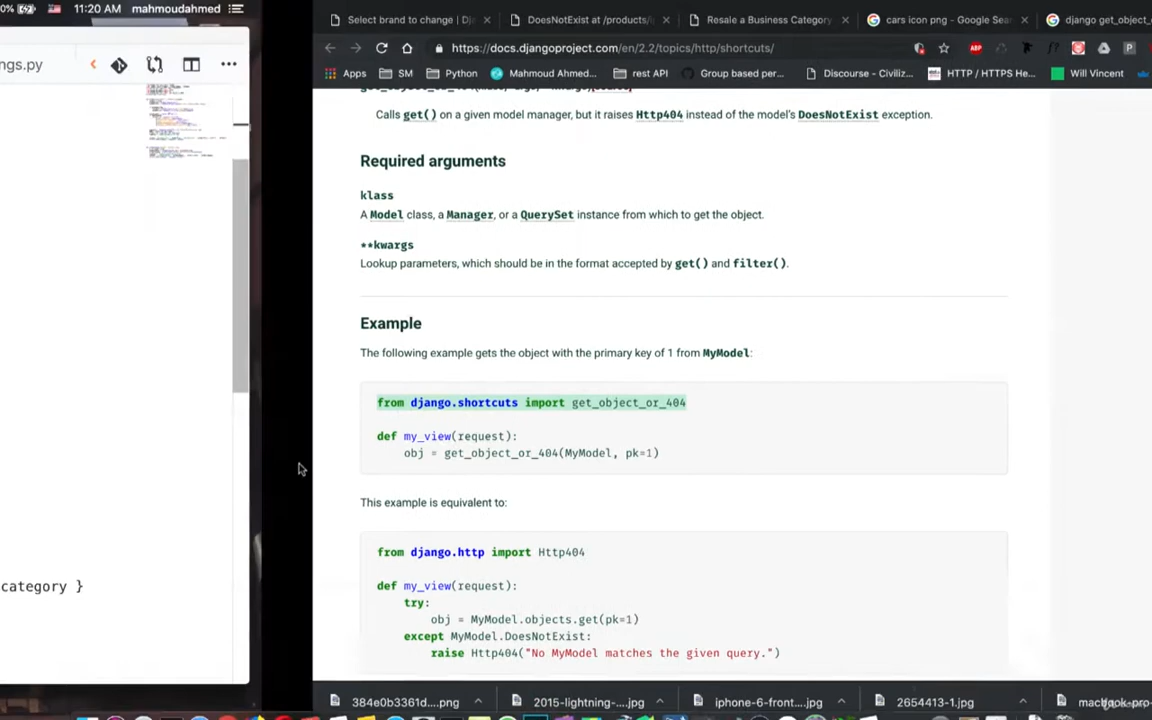 0% 11:20 AM mahmoudahmed
ngs.py
category }
Select brand to change | Dj
DoesNotExist at /products/
Resale a Business Category
cars icon png - Google Sear
django get_object_
https://docs.djangoproject.com/en/2.2/topics/http/shortcuts/
ABP
f?
P
Apps
SM
Python
Mahmoud Ahmed...
rest API
Group based per...
Discourse - Civiliz...
HTTP / HTTPS He...
Will Vincent
Calls get() on a given model manager, but it raises Http404 instead of the model's DoesNotExist exception.
Required arguments
klass
A Model class, a Manager, or a QuerySet instance from which to get the object.
**kwargs
Lookup parameters, which should be in the format accepted by get() and filter().
Example
The following example gets the object with the primary key of 1 from MyModel:
from django.shortcuts import get_object_or_404
def my_view(request):
obj = get_object_or_404(MyModel, pk=1)
This example is equivalent to:
from django.http import Http404
def my_view(request):
try:
obj = MyModel.objects.get(pk=1)
except MyModel.DoesNotExist:
raise Http404("No MyModel matches the given query.")
384e0b3361d....png
2015-lightning-....jpg
iphone-6-front....jpg
2654413-1.jpg